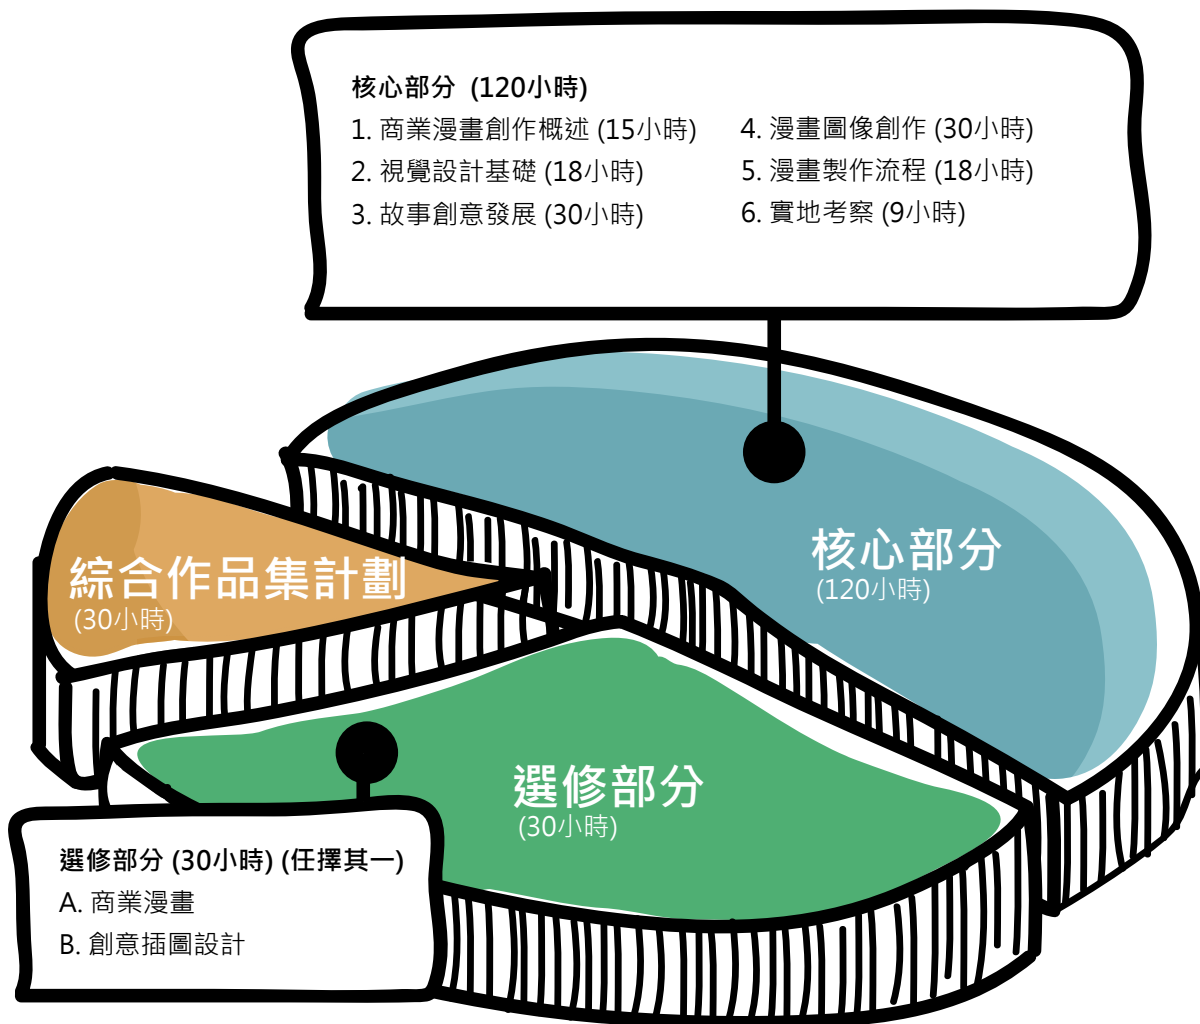 核心部分 (120小時)
1. 商業漫畫創作概述 (15小時)
2. 視覺設計基礎 (18小時)
3. 故事創意發展 (30小時)
4. 漫畫圖像創作 (30小時)
5. 漫畫製作流程 (18小時)
6. 實地考察 (9小時)
核心部分
(120小時)
綜合作品集計劃
(30小時)
選修部分
(30小時)
選修部分 (30小時) (任擇其一)
A. 商業漫畫
B. 創意插圖設計